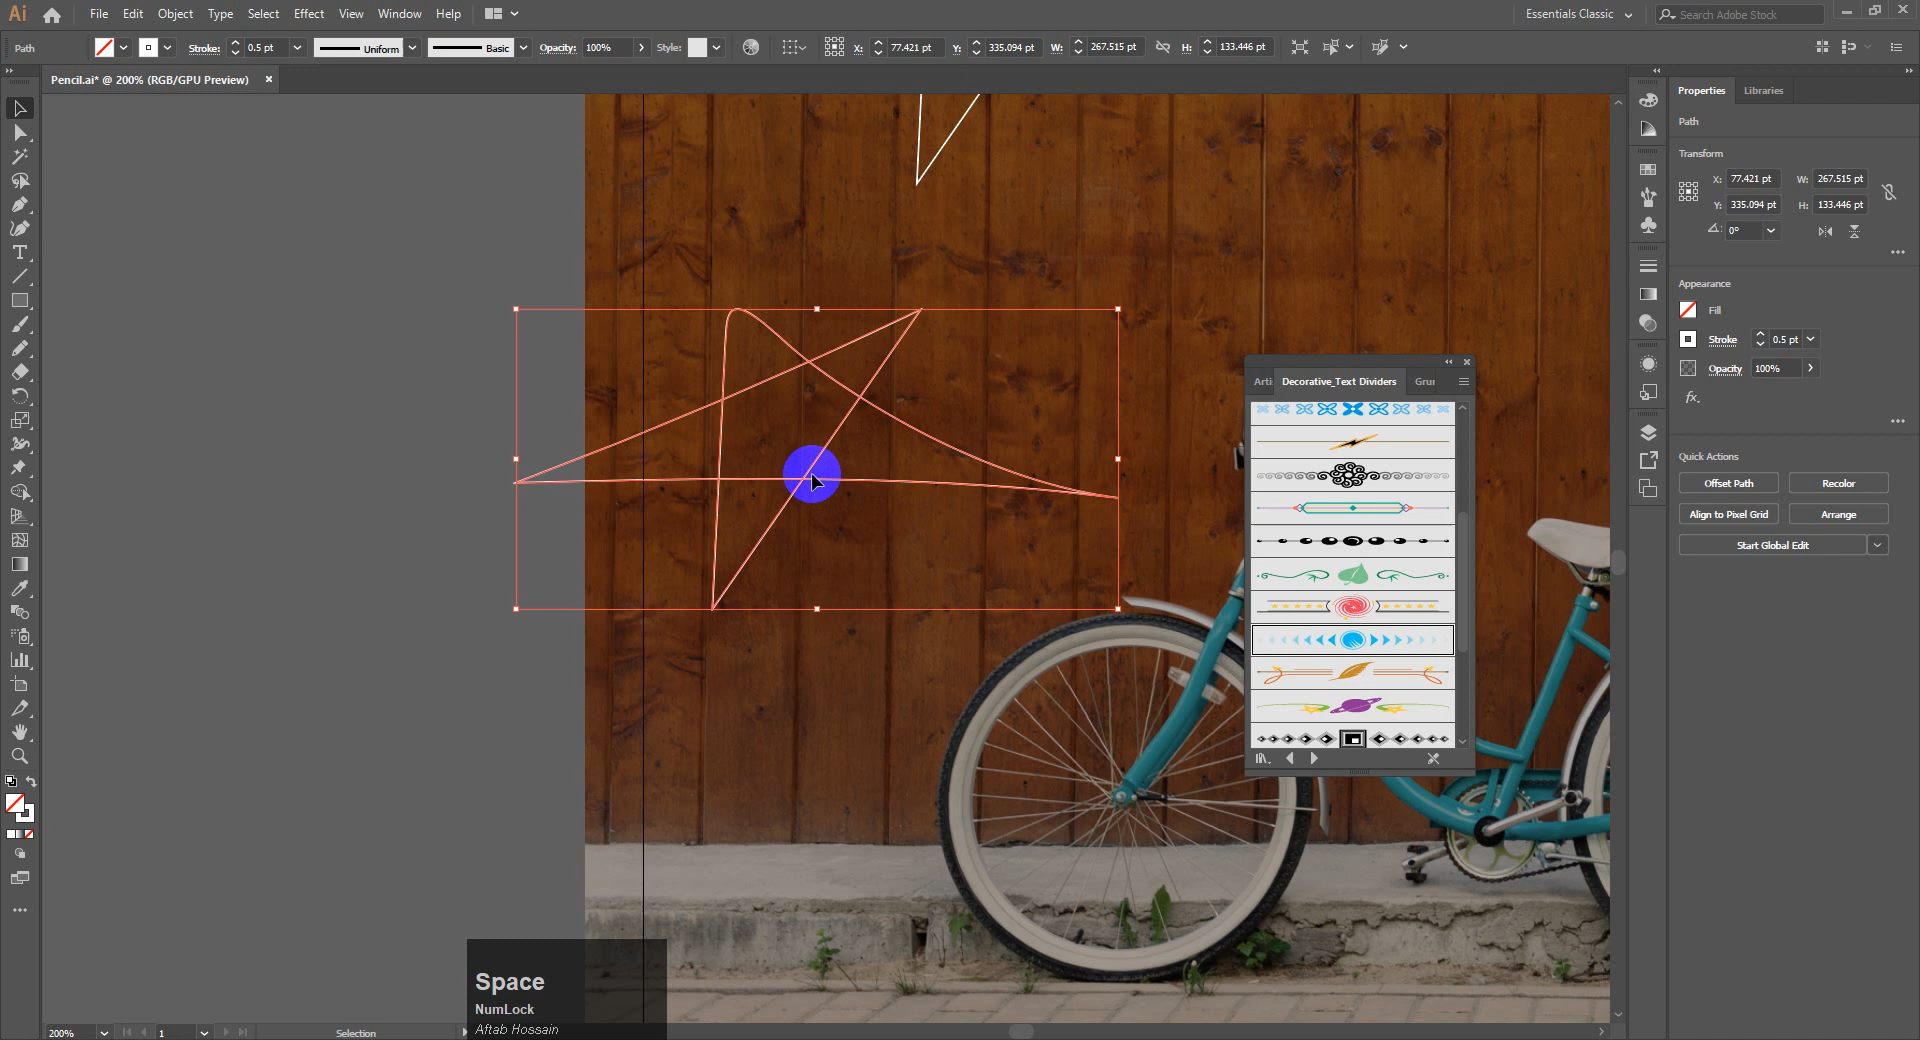 Ai File Edit Object Type Select Effect View Window Help Essentials Classic Search Adobe Stock
Path Stroke: 0.5 pt Uniform Basic Opacity: 100% Style: X: 77.421 pt Y: 335.094 pt W: 267.515 pt H: 133.446 pt
Pencil.ai* @ 200% (RGB/GPU Preview)
Properties Libraries
Path
Transform
X: 77.421 pt W: 267.515 pt
Y: 335.094 pt H: 133.446 pt
0°
Appearance
Fill
Stroke 0.5 pt
Opacity 100%
fx.
Quick Actions
Offset Path Recolor
Align to Pixel Grid Arrange
Start Global Edit
Arti Decorative_Text Dividers Grur
Space
NumLock
Aftab Hossain
200% 1 Selection